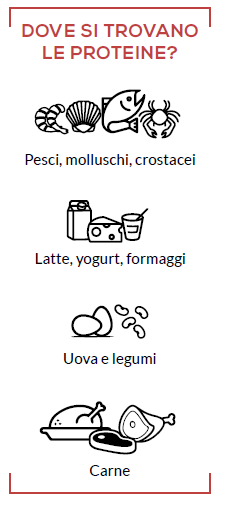 DOVE SI TROVANO
LE PROTEINE?
Pesci, molluschi, crostacei
Latte, yogurt, formaggi
Uova e legumi
Carne